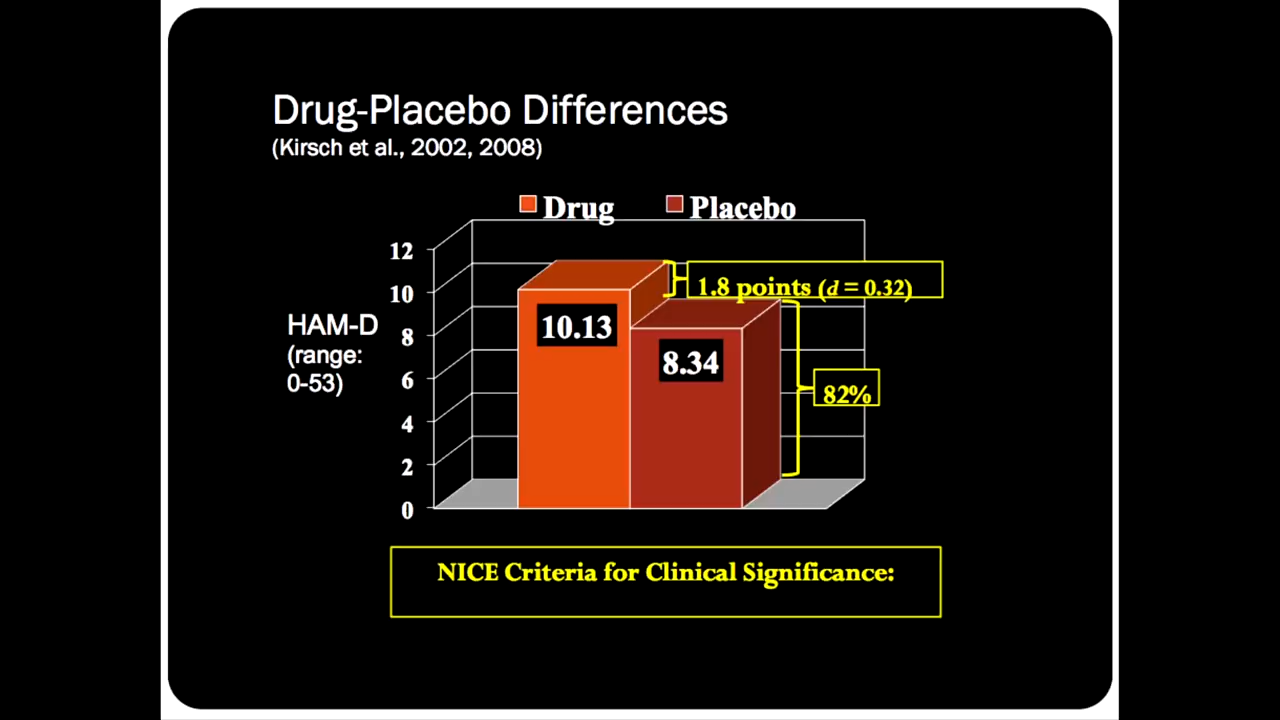 Drug-Placebo Differences
(Kirsch et al., 2002, 2008)
Drug Placebo
12
10
8
6
4
2
0
HAM-D
(range:
0-53)
10.13
8.34
1.8 points (d = 0.32)
82%
NICE Criteria for Clinical Significance: